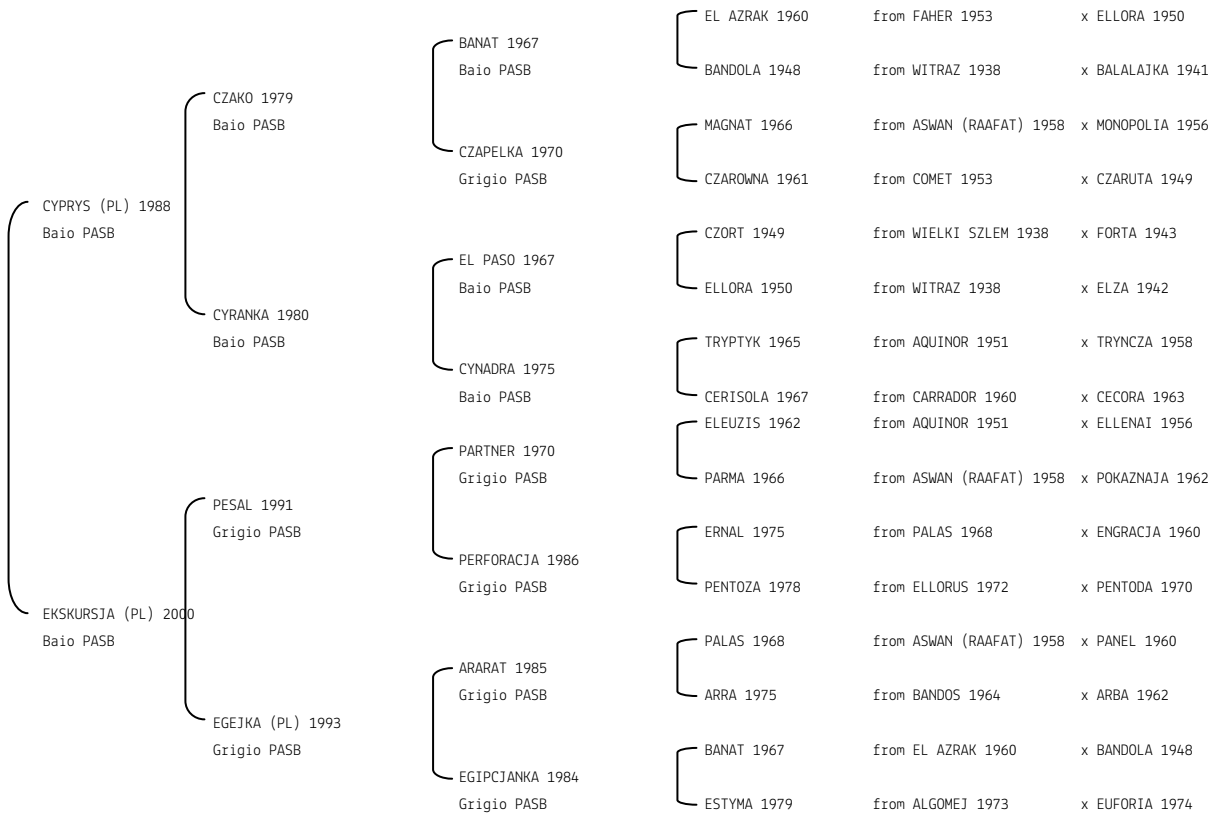 EL AZRAK 1960 from FAHER 1953 x ELLORA 1950
BANAT 1967
Baio PASB
BANDOLA 1948 from WITRAZ 1938 x BALALAJKA 1941
CZAKO 1979
Baio PASB
MAGNAT 1966 from ASWAN (RAAFAT) 1958 x MONOPOLIA 1956
CZAPELKA 1970
Grigio PASB
CZAROWNA 1961 from COMET 1953 x CZARUTA 1949
CYPRYS (PL) 1988
Baio PASB
CZORT 1949 from WIELKI SZLEM 1938 x FORTA 1943
EL PASO 1967
Baio PASB
ELLORA 1950 from WITRAZ 1938 x ELZA 1942
CYRANKA 1980
Baio PASB
TRYPTYK 1965 from AQUINOR 1951 x TRYNCZA 1958
CYNADRA 1975
Baio PASB
CERISOLA 1967 from CARRADOR 1960 x CECORA 1963
ELEUZIS 1962 from AQUINOR 1951 x ELLENAI 1956
PARTNER 1970
Grigio PASB
PARMA 1966 from ASWAN (RAAFAT) 1958 x POKAZNAJA 1962
PESAL 1991
Grigio PASB
ERNAL 1975 from PALAS 1968 x ENGRACJA 1960
PERFORACJA 1986
Grigio PASB
PENTOZA 1978 from ELLORUS 1972 x PENTODA 1970
EKSKURSJA (PL) 2000
Baio PASB
PALAS 1968 from ASWAN (RAAFAT) 1958 x PANEL 1960
ARARAT 1985
Grigio PASB
ARRA 1975 from BANDOS 1964 x ARBA 1962
EGEJKA (PL) 1993
Grigio PASB
BANAT 1967 from EL AZRAK 1960 x BANDOLA 1948
EGIPCJANKA 1984
Grigio PASB
ESTYMA 1979 from ALGOMEJ 1973 x EUFORIA 1974